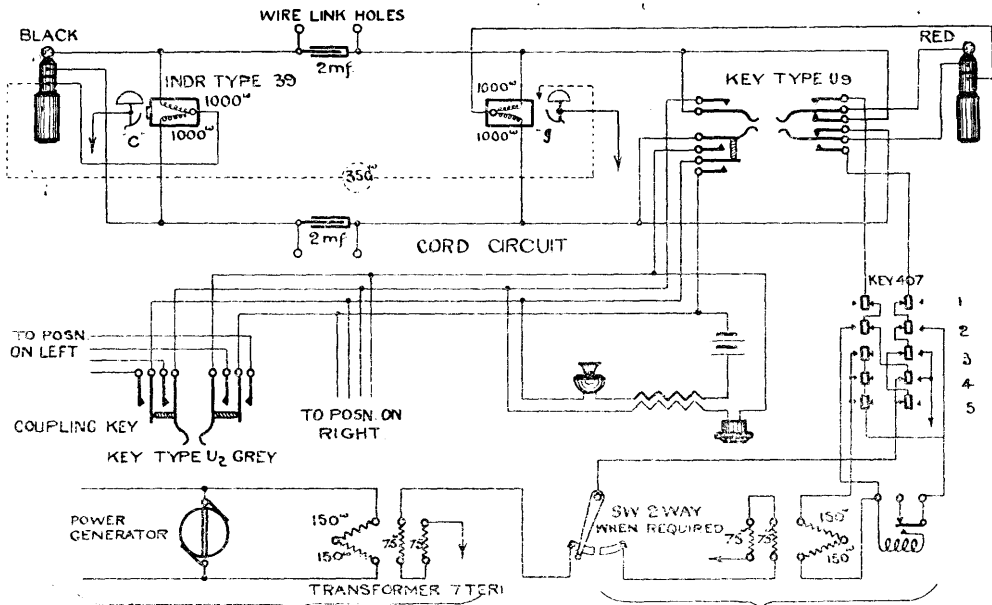 WIRE LINK HOLES
BLACK
RED
2mf.
INDR TYPE 39
KEY TYPE U9
1000ω
1000ω
1000ω
1000ω
C
g
350ω
2mf.
CORD CIRCUIT
KEY 407
1
2
3
4
5
TO POSN.
ON LEFT
TO POSN. ON
RIGHT
COUPLING KEY
KEY TYPE U2 GREY
POWER
GENERATOR
150ω
150ω
75
75
SW 2 WAY
WHEN REQUIRED
75
75
150ω
150ω
TRANSFORMER 7 TERI